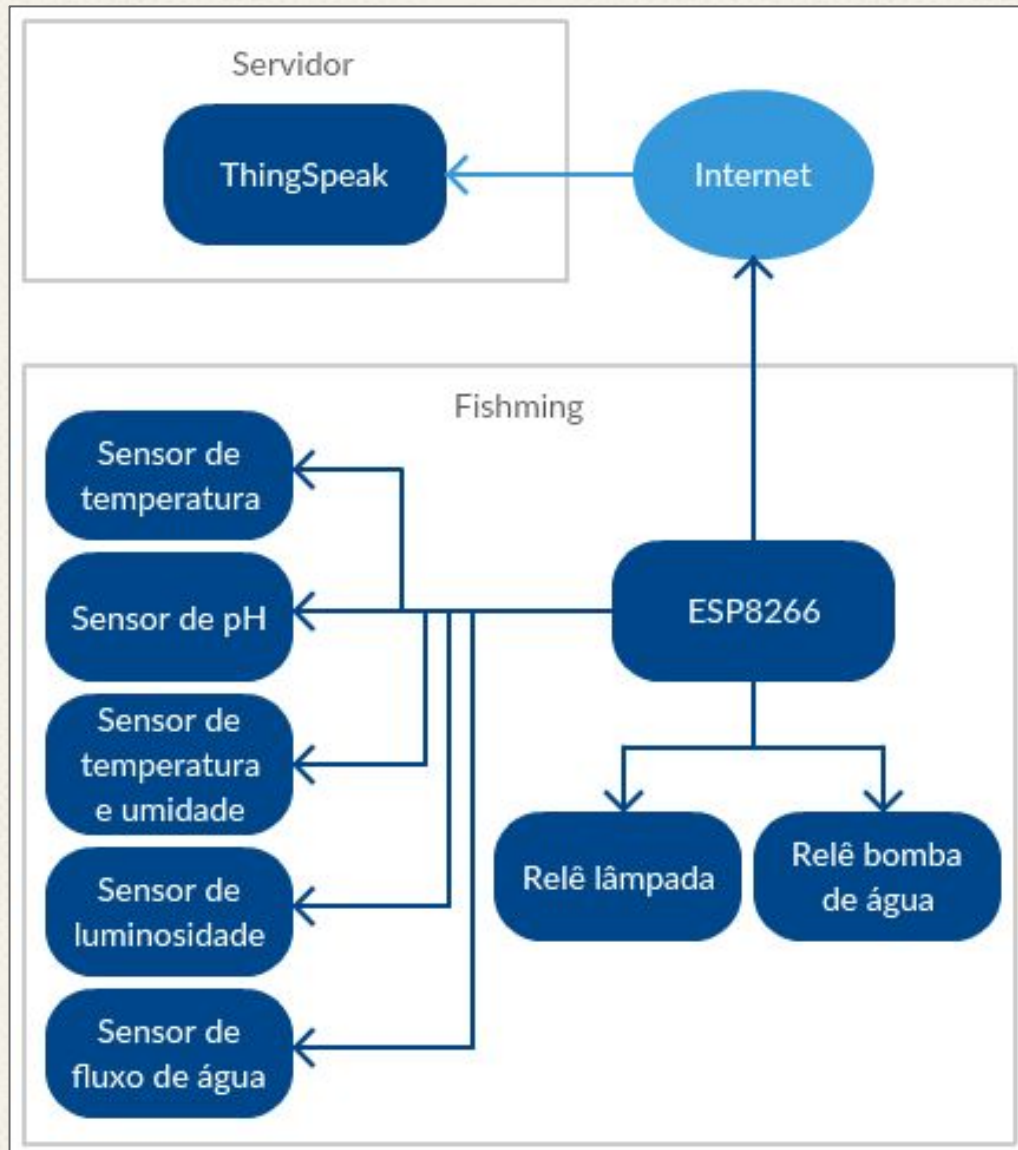 Servidor
ThingSpeak
Internet
Fishming
Sensor de
temperatura
Sensor de pH
Sensor de
temperatura
e umidade
Sensor de
luminosidade
Sensor de
fluxo de água
ESP8266
Relê lâmpada
Relê bomba
de água